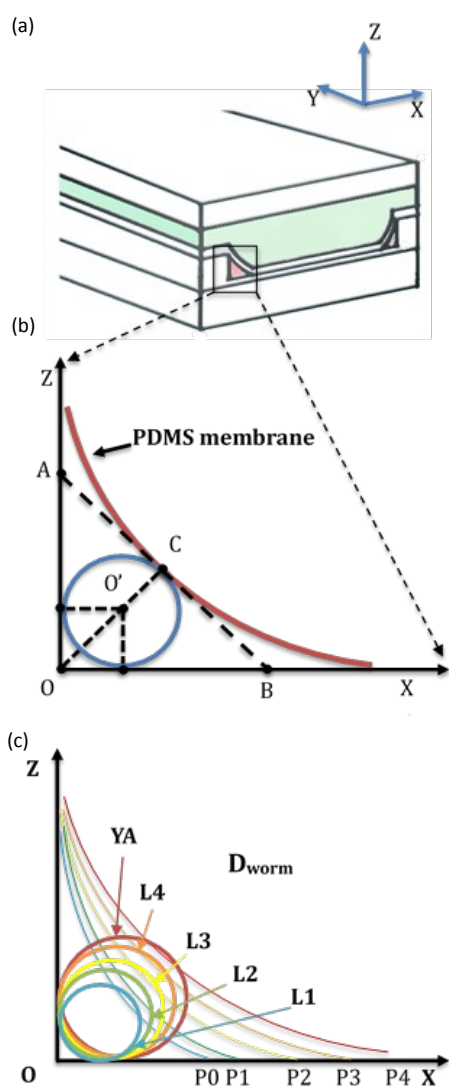 (a)
Z
Y
X
(b)
Z
PDMS membrane
A
C
O'
O
B
X
(c)
Z
YA
Dworm
L4
L3
L2
L1
O
P0 P1 P2 P3 P4 X